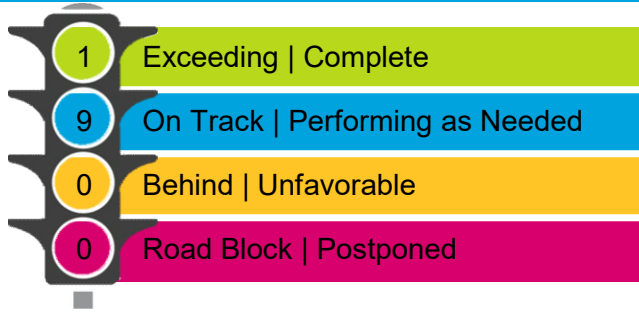 1 Exceeding | Complete
9 On Track | Performing as Needed
0 Behind | Unfavorable
0 Road Block | Postponed